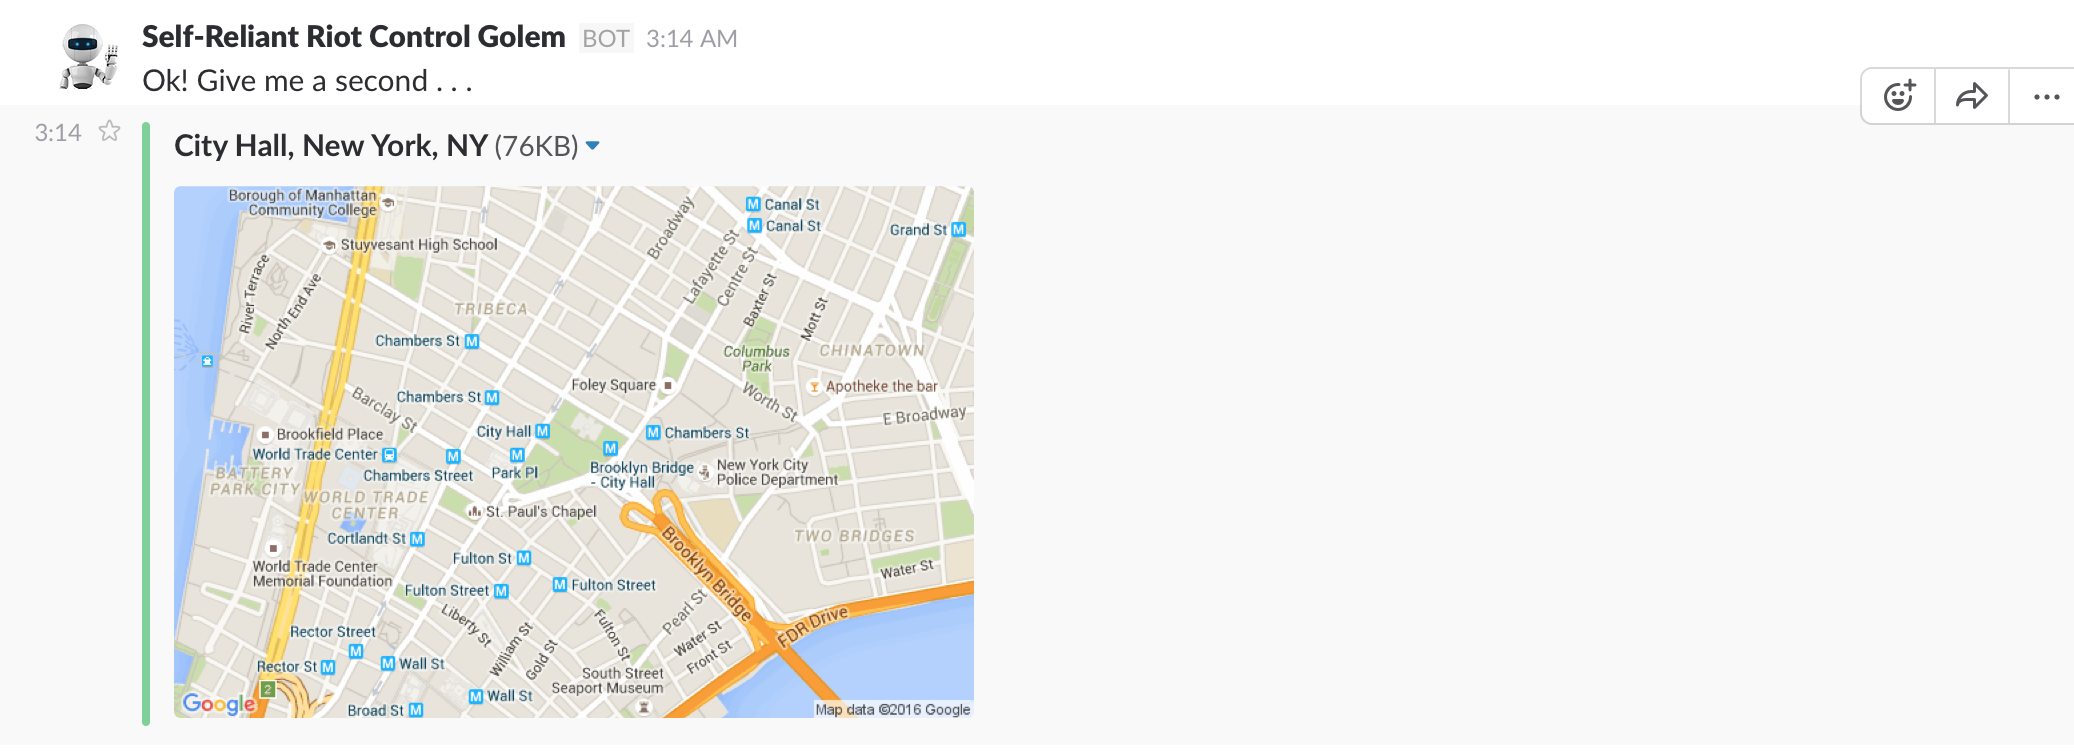 Self-Reliant Riot Control Golem BOT 3:14 AM
Ok! Give me a second . . .
3:14
City Hall, New York, NY (76KB)
Borough of Manhattan
Community College
Canal St
Canal St
Grand St
Stuyvesant High School
Broadway
Lafayette St
Centre St
Baxter St
Mott St
River Terrace
North End Ave
TRIBECA
Chambers St
Columbus
Park
CHINATOWN
Foley Square
Apotheke the bar
Chambers St
Barclay St
Worth St
E Broadway
City Hall
Chambers St
Brookfield Place
World Trade Center
Chambers Street
Park Pl
Brooklyn Bridge
- City Hall
New York City
Police Department
BATTERY
PARK CITY
WORLD TRADE
CENTER
St. Paul's Chapel
Cortlandt St
Brooklyn Bridge
TWO BRIDGES
Fulton St
World Trade Center
Memorial Foundation
Fulton Street
Fulton Street
Water St
Liberty St
William St
Gold St
Fulton St
Pearl St
Water St
Front St
FDR Drive
Rector Street
Rector St
Wall St
South Street
Seaport Museum
2
Wall St
Google
Broad St
Map data ©2016 Google